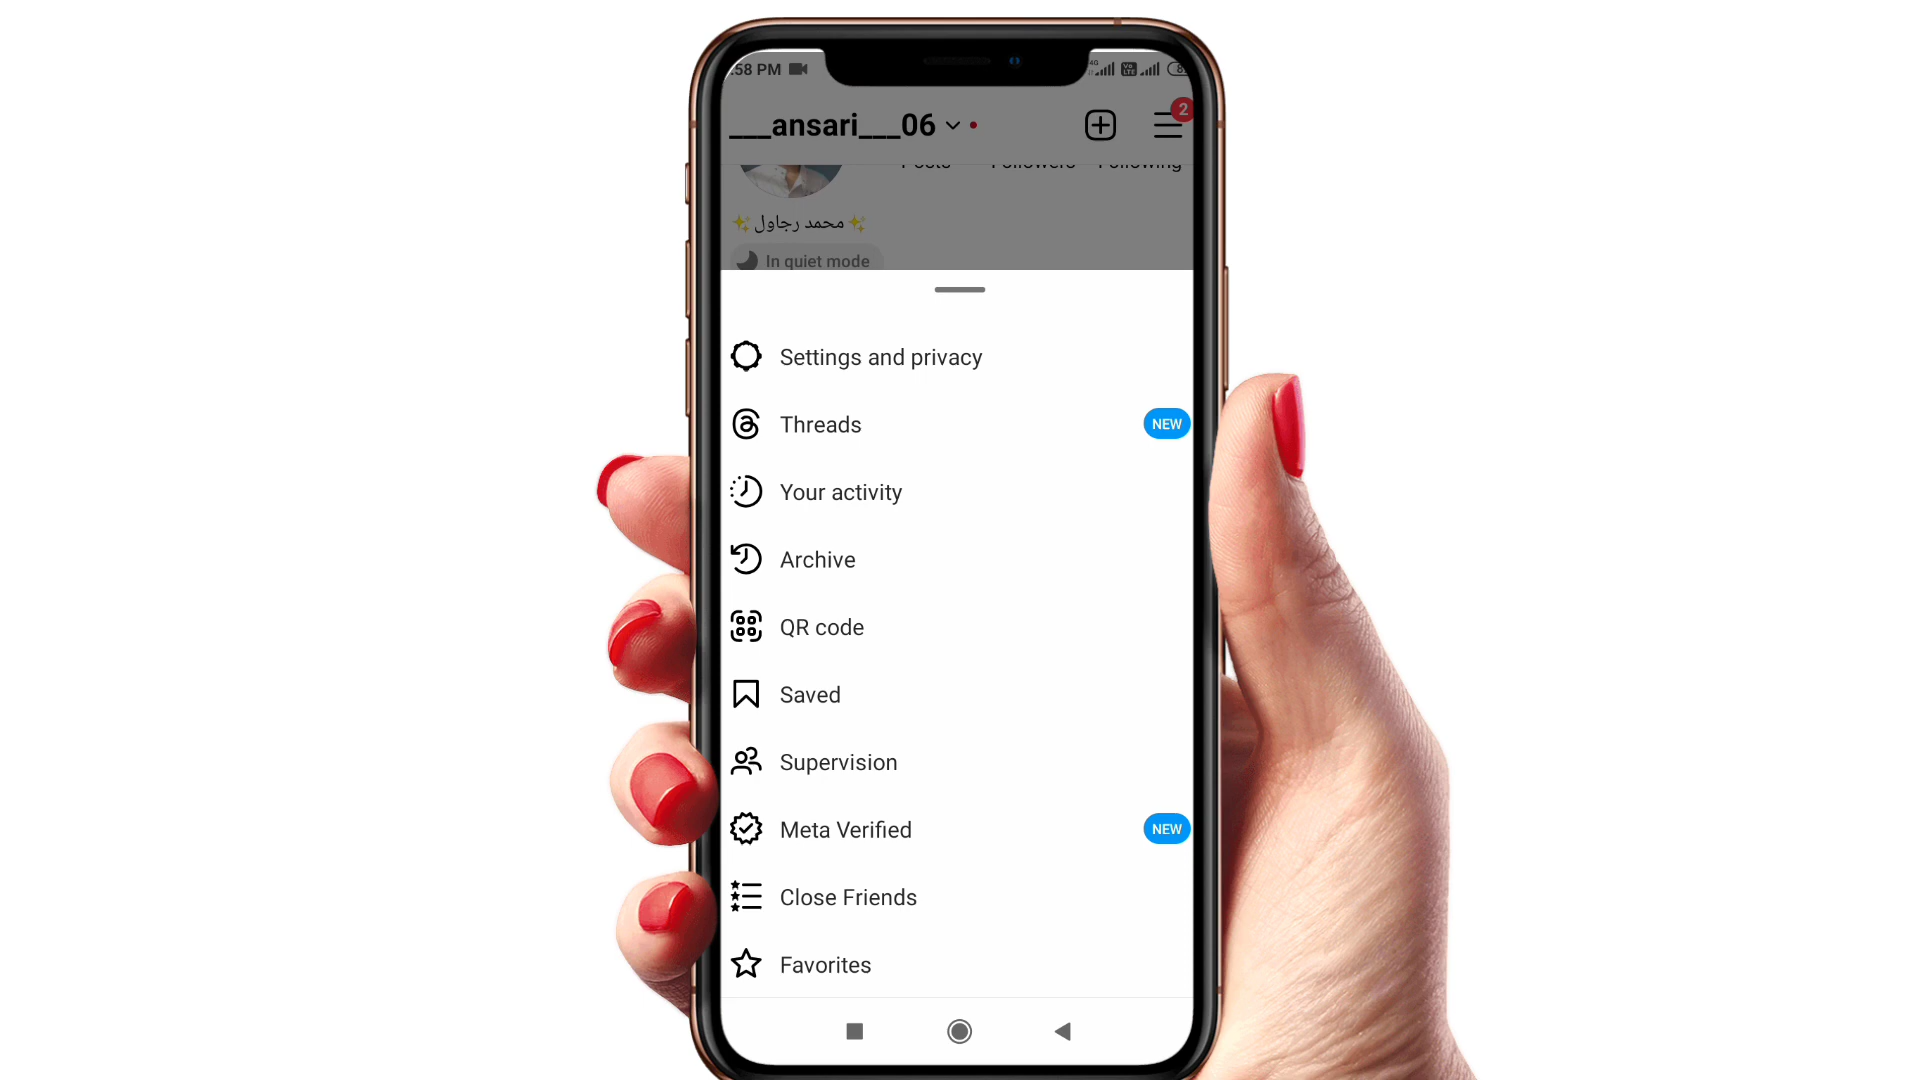 :58 PM
___ansari___06
2
Posts Followers Following
✨محمد رجاول✨
In quiet mode
Settings and privacy
Threads NEW
Your activity
Archive
QR code
Saved
Supervision
Meta Verified NEW
Close Friends
Favorites